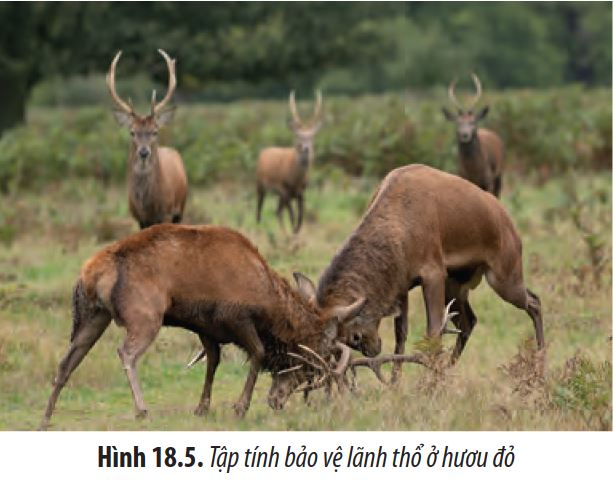 Hình 18.5. Tập tính bảo vệ lãnh thổ ở hươu đỏ